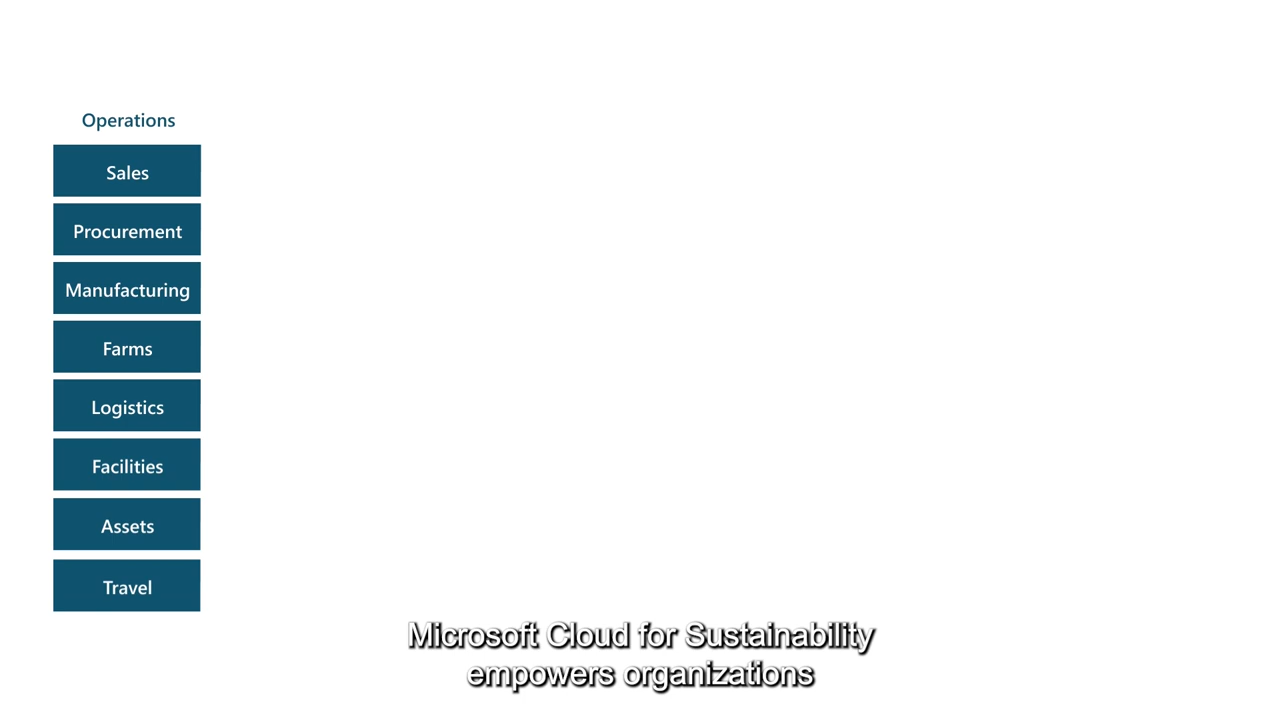 Operations
Sales
Procurement
Manufacturing
Farms
Logistics
Facilities
Assets
Travel
Microsoft Cloud for Sustainability
empowers organizations